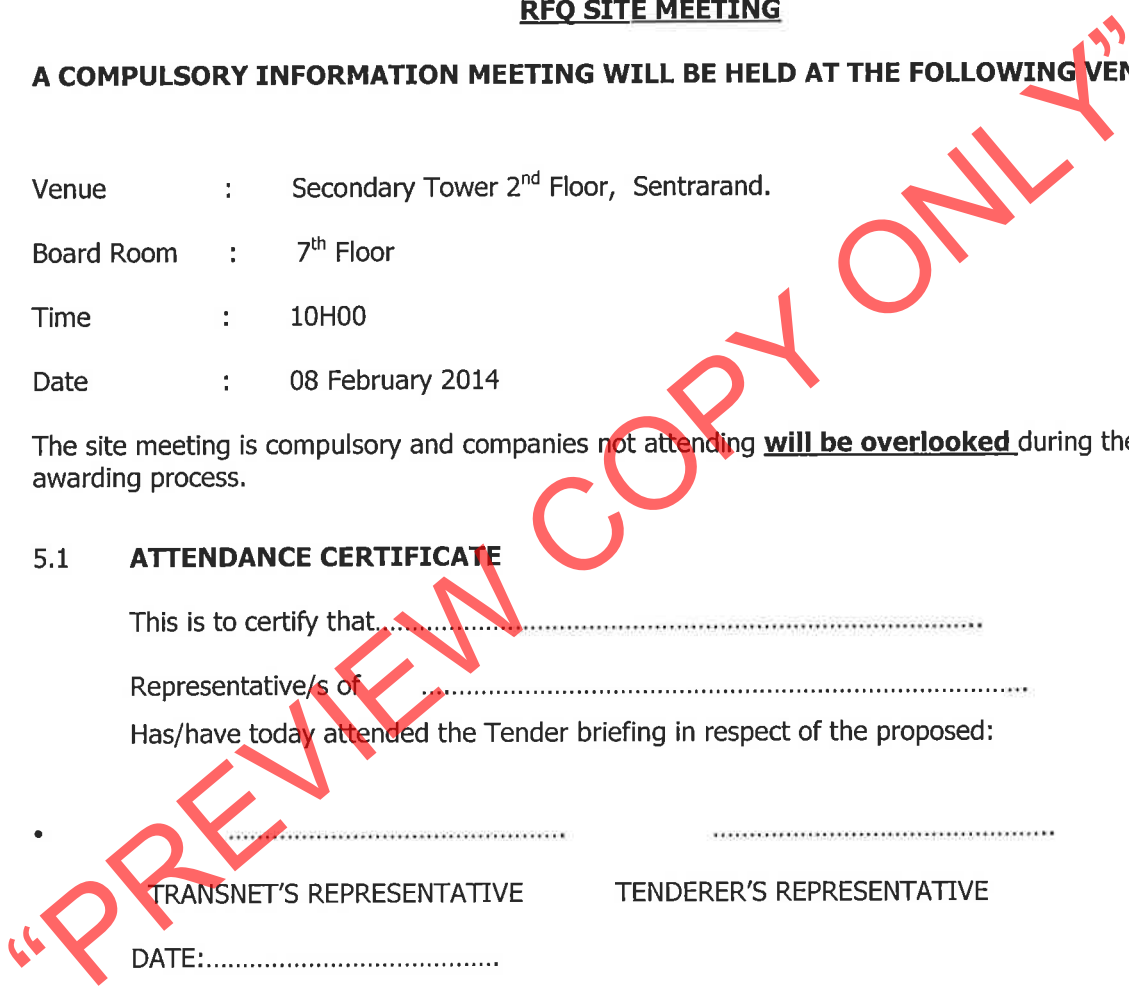 RFQ SITE MEETING
A COMPULSORY INFORMATION MEETING WILL BE HELD AT THE FOLLOWING VEN
Venue : Secondary Tower 2nd Floor, Sentrarand.
Board Room : 7th Floor
Time : 10H00
Date : 08 February 2014
The site meeting is compulsory and companies not attending will be overlooked during the
awarding process.
5.1 ATTENDANCE CERTIFICATE
This is to certify that....................................................................................
Representative/s of ....................................................................................
Has/have today attended the Tender briefing in respect of the proposed:
• ............................................... ...............................................
TRANSNET'S REPRESENTATIVE TENDERER'S REPRESENTATIVE
DATE:........................................
"PREVIEW COPY ONLY"